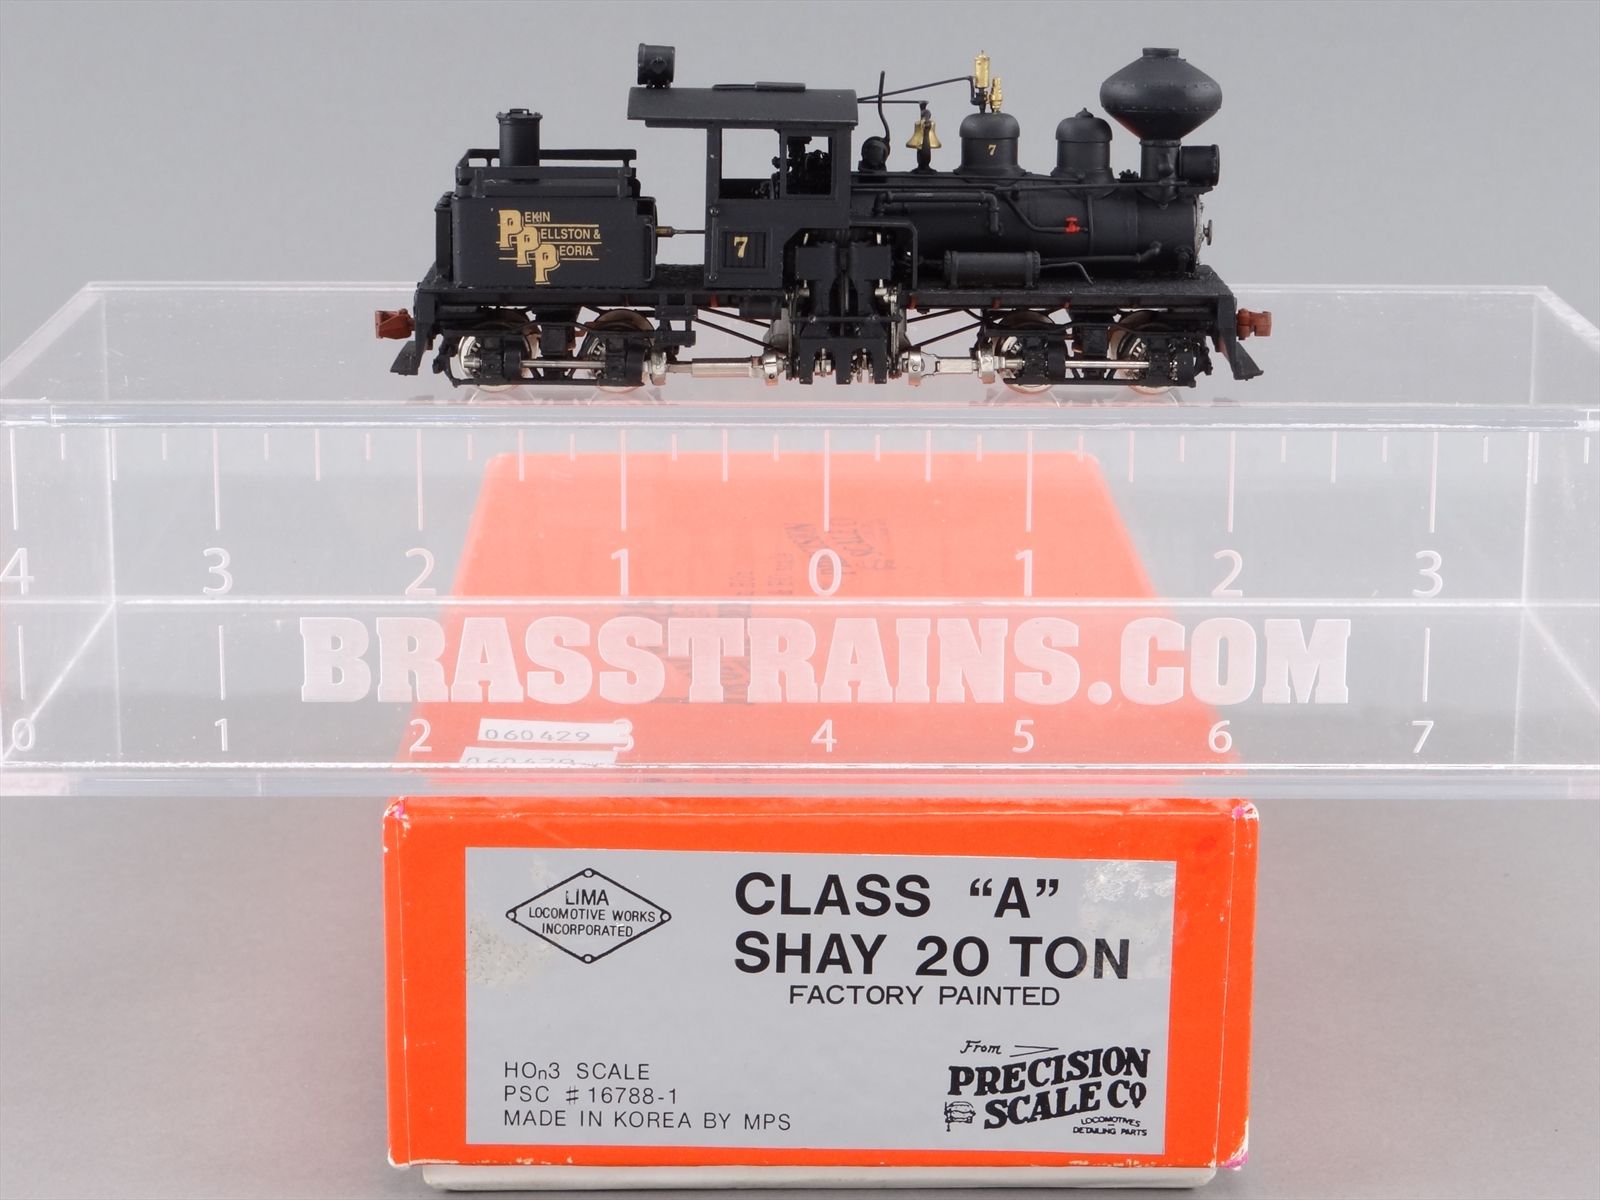 7
PEKIN
PELLSTON &
PEORIA
7
4 3 2 1 0 1 2 3
BRASSTRAINS.COM
0 1 2 3 4 5 6 7
060429
LIMA
LOCOMOTIVE WORKS
INCORPORATED
CLASS "A"
SHAY 20 TON
FACTORY PAINTED
HOn3 SCALE
PSC #16788-1
MADE IN KOREA BY MPS
From
PRECISION
SCALE CO
LOCOMOTIVES
DETAILING PARTS